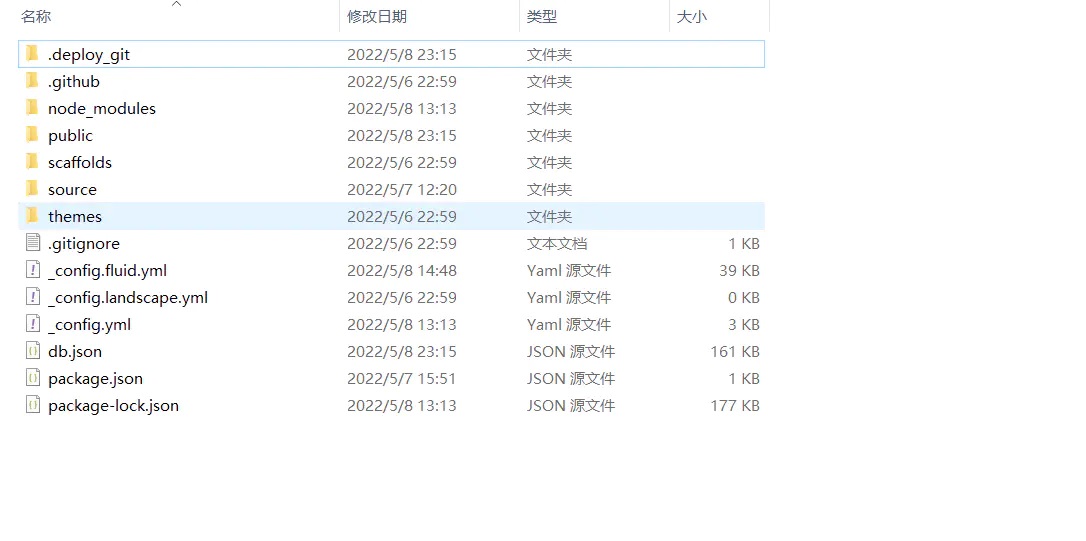 名称 修改日期 类型 大小
.deploy_git 2022/5/8 23:15 文件夹
.github 2022/5/6 22:59 文件夹
node_modules 2022/5/8 13:13 文件夹
public 2022/5/8 23:15 文件夹
scaffolds 2022/5/6 22:59 文件夹
source 2022/5/7 12:20 文件夹
themes 2022/5/6 22:59 文件夹
.gitignore 2022/5/6 22:59 文本文档 1 KB
_config.fluid.yml 2022/5/8 14:48 Yaml 源文件 39 KB
_config.landscape.yml 2022/5/6 22:59 Yaml 源文件 0 KB
_config.yml 2022/5/8 13:13 Yaml 源文件 3 KB
db.json 2022/5/8 23:15 JSON 源文件 161 KB
package.json 2022/5/7 15:51 JSON 源文件 1 KB
package-lock.json 2022/5/8 13:13 JSON 源文件 177 KB